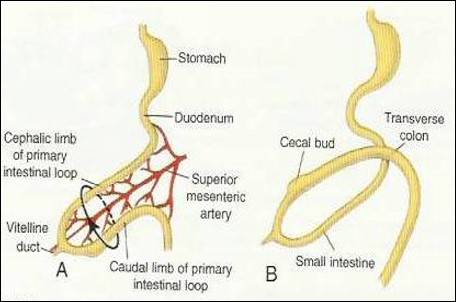 Stomach
Duodenum
Cephalic limb
of primary
intestinal loop
Superior
mesenteric
artery
Vitelline
duct
A
Caudal limb of primary
intestinal loop
Transverse
colon
Cecal bud
B
Small intestine